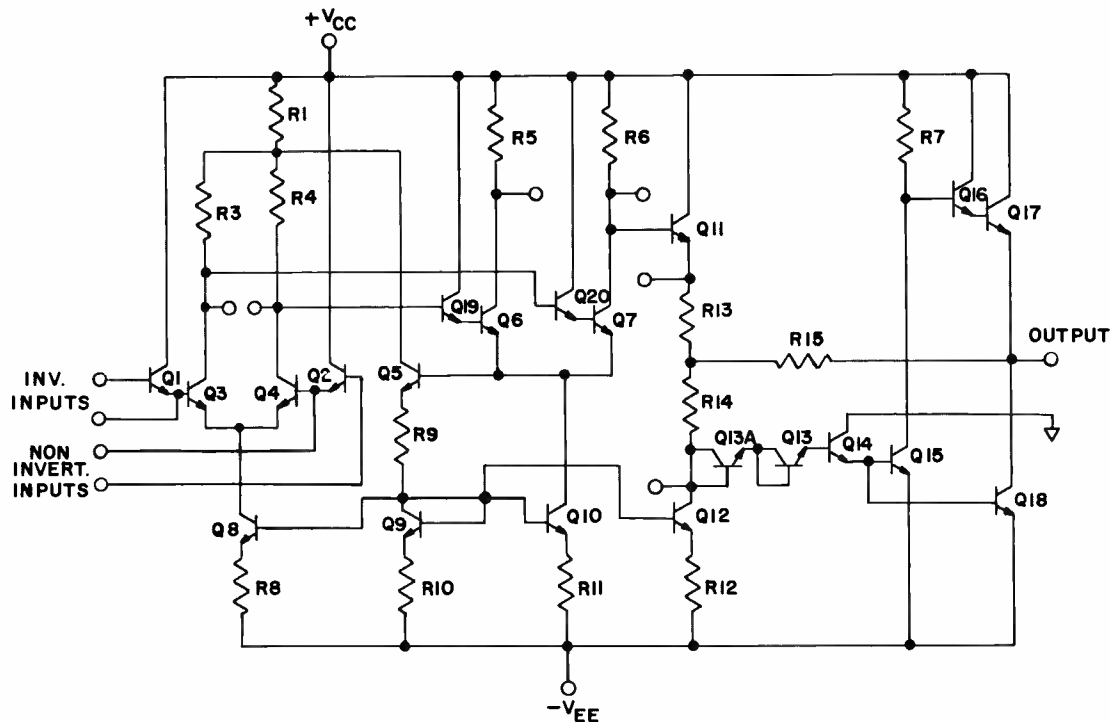 +VCC
R1
R5
R6
R7
R3
R4
Q16
Q17
Q11
Q19
Q6
Q20
Q7
R13
R15
OUTPUT
INV.
INPUTS
Q1
Q3
Q4
Q2
Q5
R14
NON
INVERT.
INPUTS
R9
Q13A
Q13
Q14
Q15
Q8
Q9
Q10
Q12
Q18
R8
R10
R11
R12
-VEE